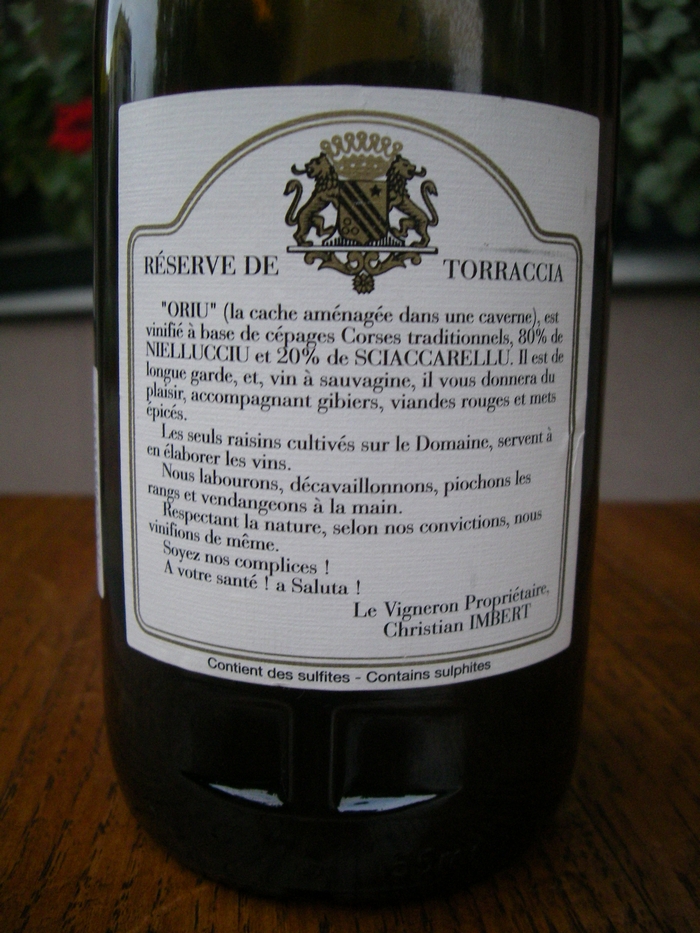 RÉSERVE DE TORRACCIA
"ORIU" (la cache aménagée dans une caverne), est
vinifié à base de cépages Corses traditionnels, 80% de
NIELLUCCIU et 20% de SCIACCARELLU. Il est de
longue garde, et, vin à sauvagine, il vous donnera du
plaisir, accompagnant gibiers, viandes rouges et mets
épicés.
Les seuls raisins cultivés sur le Domaine, servent à
en élaborer les vins.
Nous labourons, décavaillonnons, piochons les
rangs et vendangeons à la main.
Respectant la nature, selon nos convictions, nous
vinifions de même.
Soyez nos complices !
A votre santé ! a Saluta !
Le Vigneron Propriétaire,
Christian IMBERT
Contient des sulfites - Contains sulphites